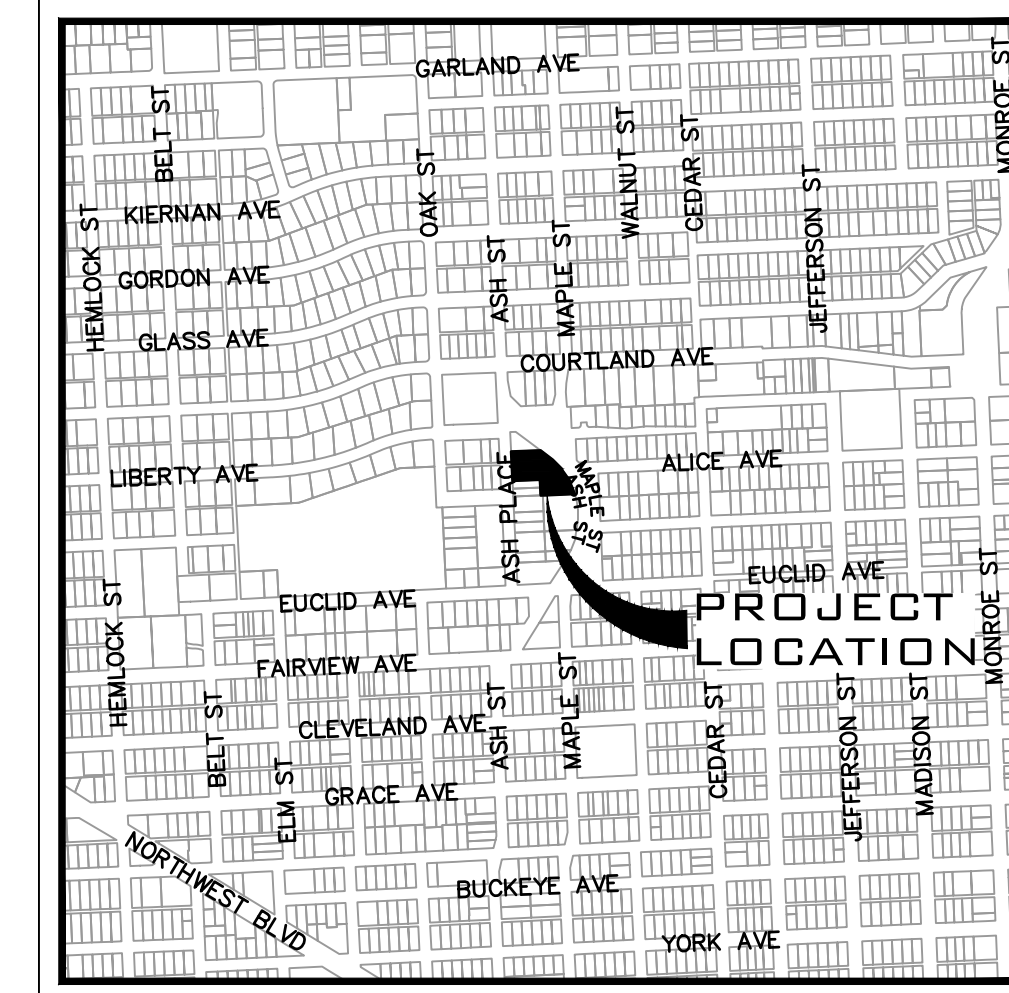 GARLAND AVE
MONROE ST
BELT ST
WALNUT ST
CEDAR ST
OAK ST
JEFFERSON ST
KIERNAN AVE
HEMLOCK ST
ASH ST
MAPLE ST
GORDON AVE
GLASS AVE
COURTLAND AVE
LIBERTY AVE
ALICE AVE
ASH PLACE
MAPLE ST
ASH ST
EUCLID AVE
MONROE ST
HEMLOCK ST
EUCLID AVE
PROJECT
LOCATION
FAIRVIEW AVE
BELT ST
CLEVELAND AVE
ASH ST
MAPLE ST
CEDAR ST
JEFFERSON ST
MADISON ST
ELM ST
GRACE AVE
NORTHWEST BLVD
BUCKEYE AVE
YORK AVE